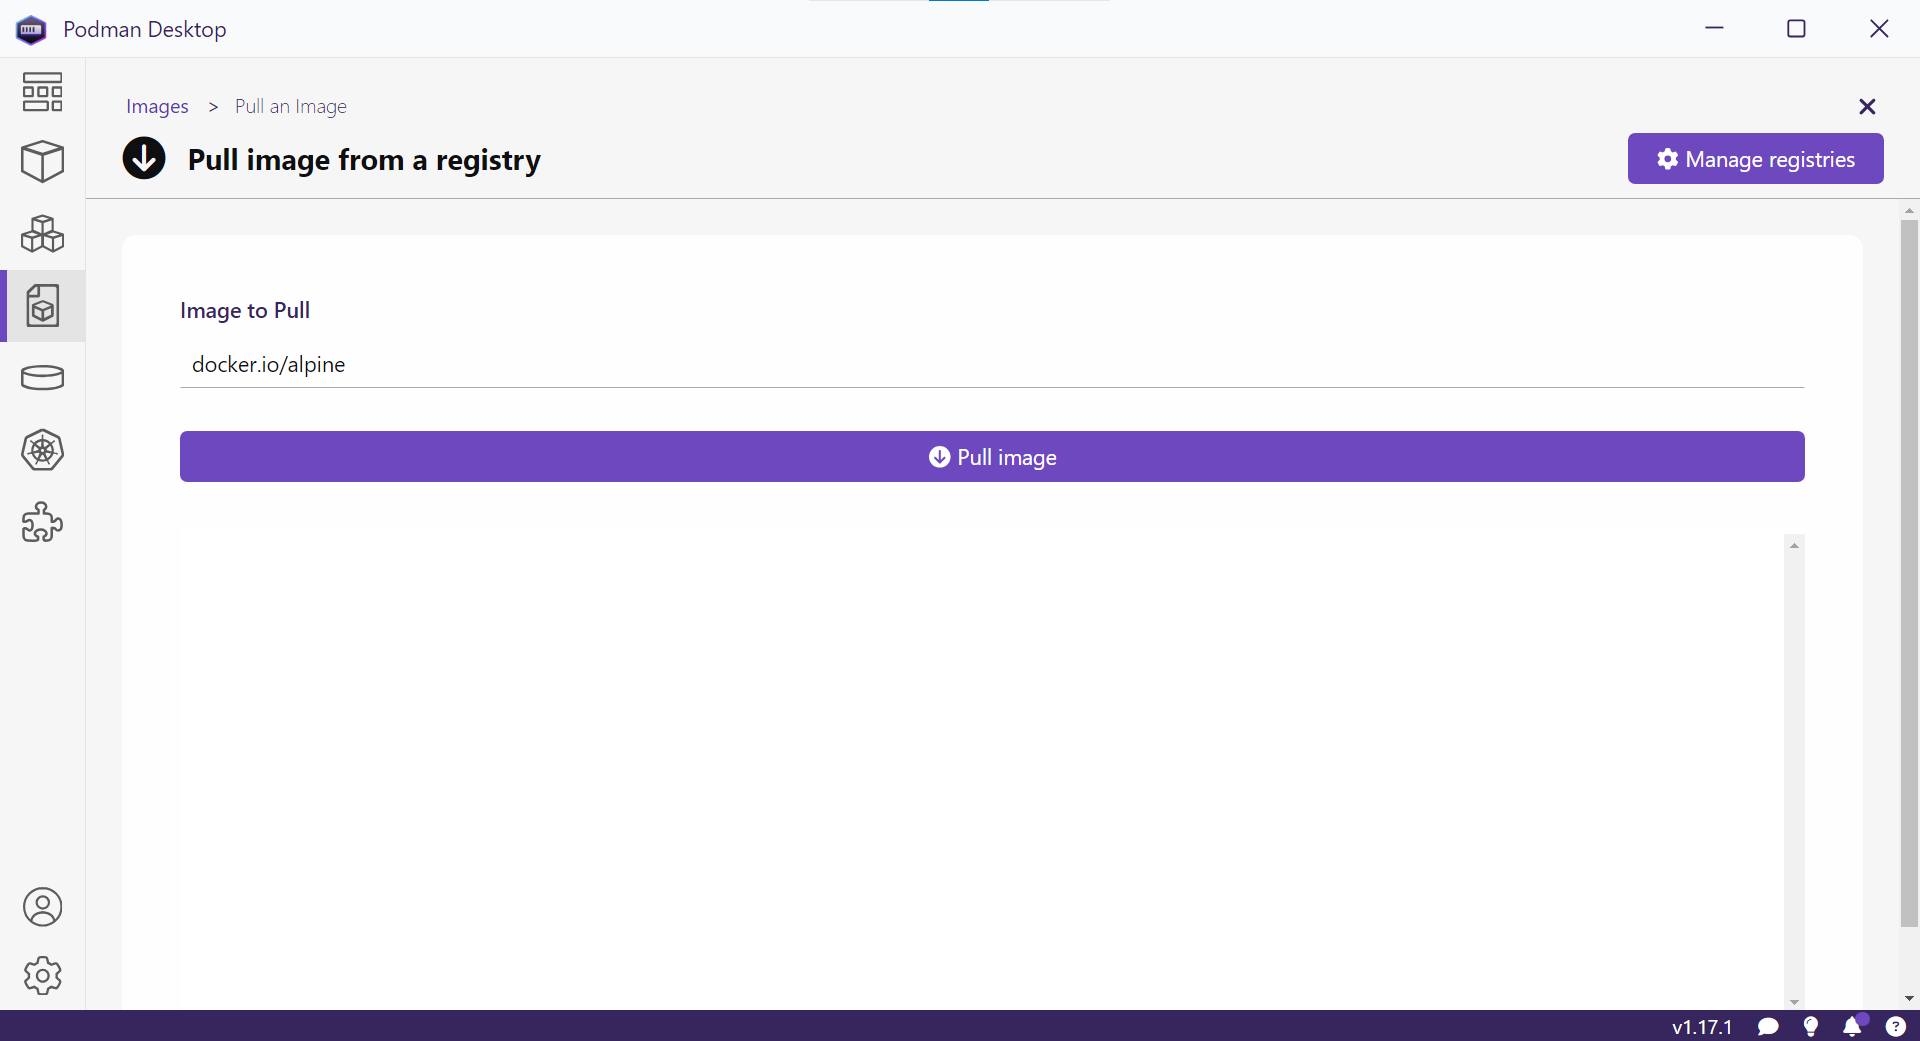 Podman Desktop
Images > Pull an Image
Pull image from a registry
Manage registries
Image to Pull
docker.io/alpine
Pull image
v1.17.1